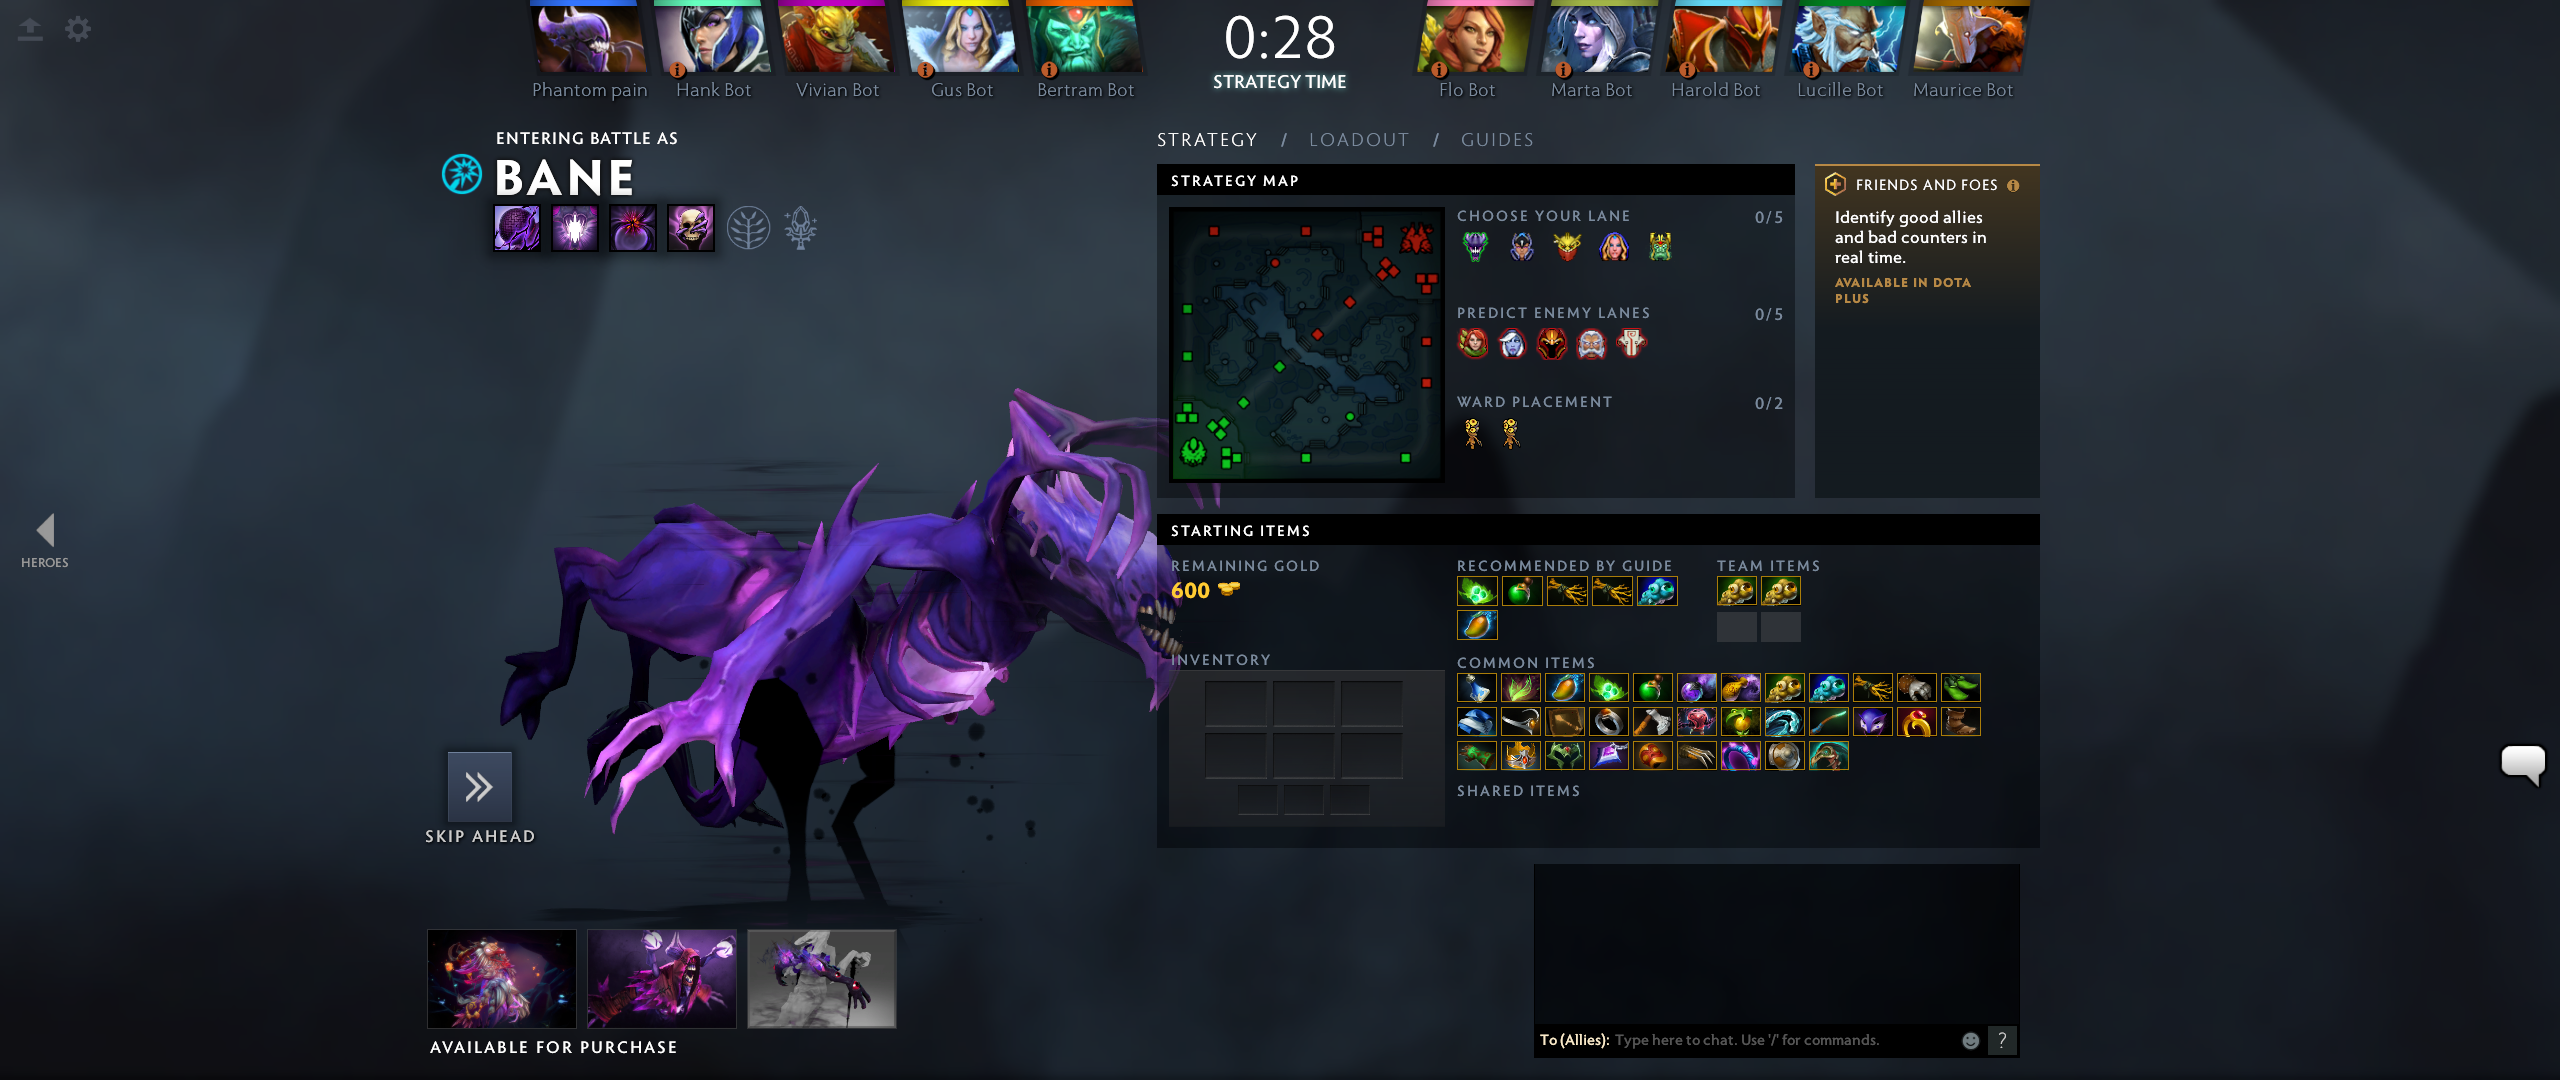 0:28
STRATEGY TIME
Phantom pain
Hank Bot
Vivian Bot
Gus Bot
Bertram Bot
Flo Bot
Marta Bot
Harold Bot
Lucille Bot
Maurice Bot
ENTERING BATTLE AS
BANE
STRATEGY / LOADOUT / GUIDES
STRATEGY MAP
CHOOSE YOUR LANE 0/5
PREDICT ENEMY LANES 0/5
WARD PLACEMENT 0/2
FRIENDS AND FOES
Identify good allies
and bad counters in
real time.
AVAILABLE IN DOTA
PLUS
HEROES
STARTING ITEMS
REMAINING GOLD
600
RECOMMENDED BY GUIDE
TEAM ITEMS
INVENTORY
COMMON ITEMS
SHARED ITEMS
SKIP AHEAD
AVAILABLE FOR PURCHASE
To (Allies): Type here to chat. Use '/' for commands.
?